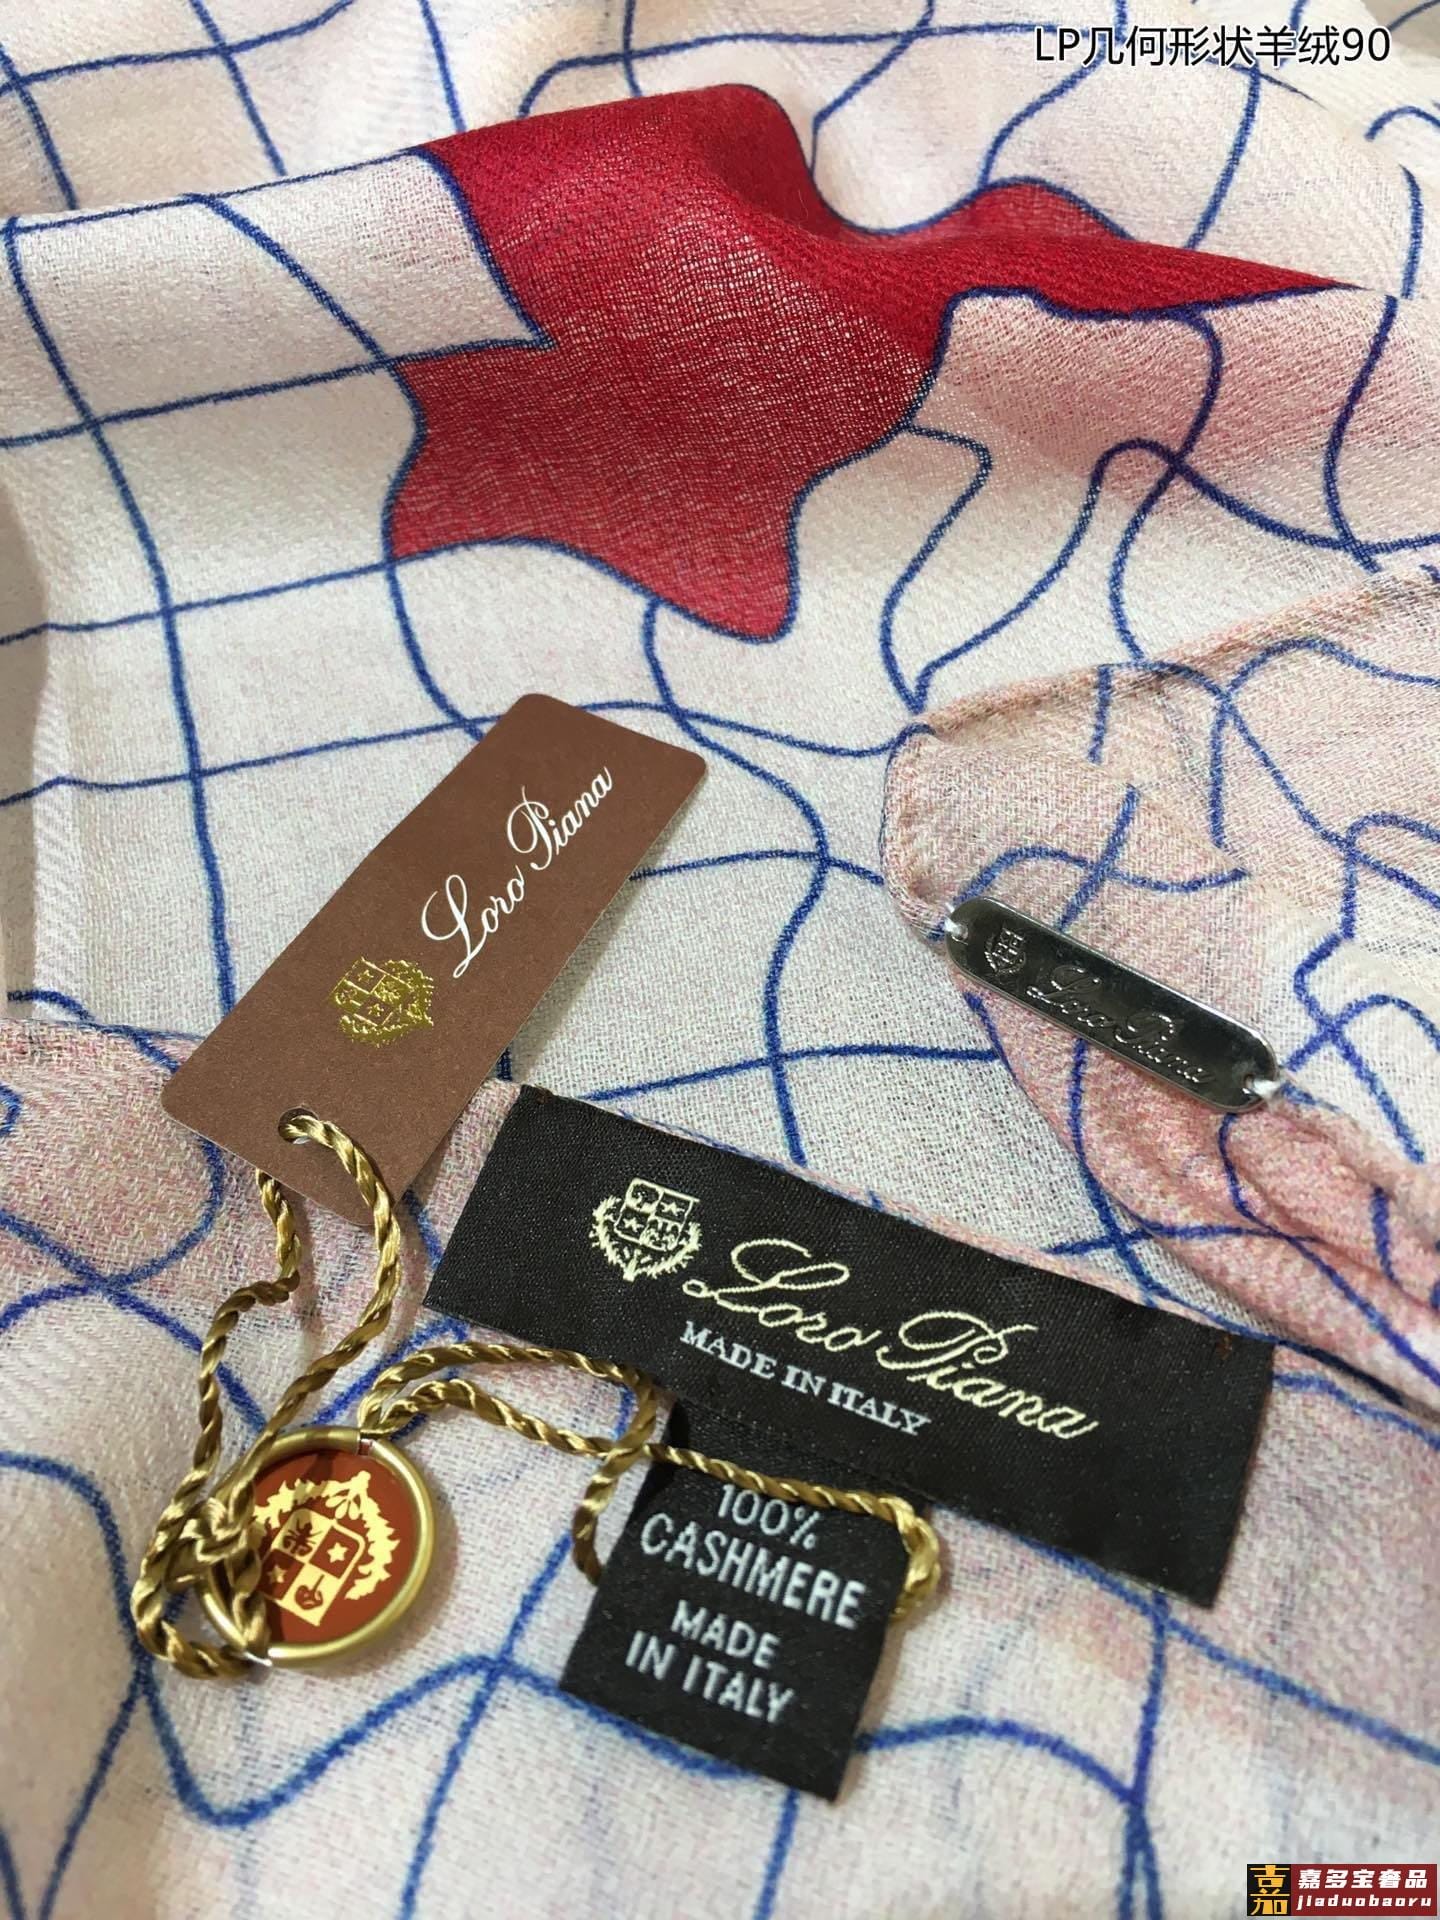 LP几何形状羊绒90
Loro Piana
Loro Piana
Loro Piana
MADE IN ITALY
100%
CASHMERE
MADE
IN ITALY
嘉
嘉多宝奢品
jiaduobaoru